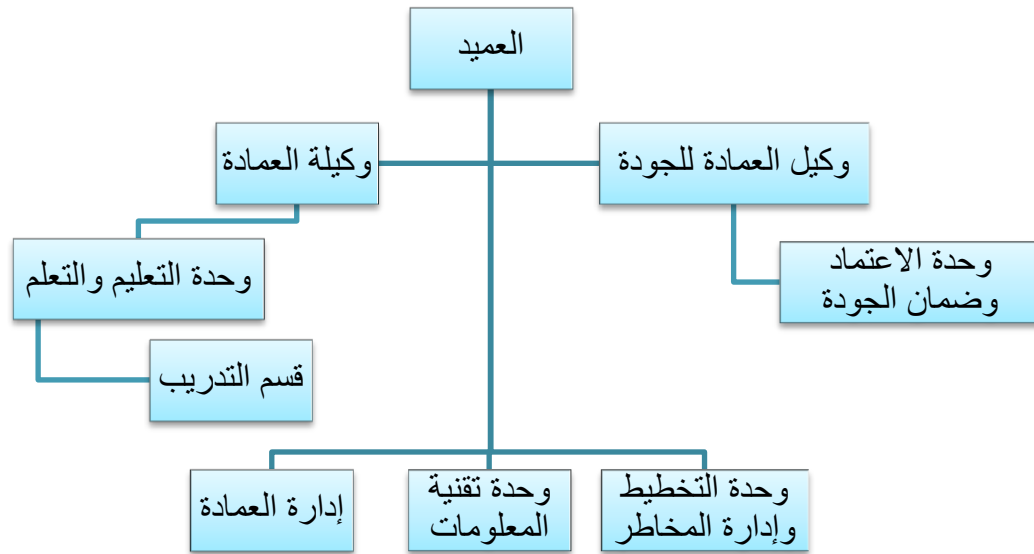 العميد
وكيل العمادة للجودة
وكيلة العمادة
وحدة الاعتماد
وضمان الجودة
وحدة التعليم والتعلم
قسم التدريب
وحدة التخطيط
وإدارة المخاطر
وحدة تقنية
المعلومات
إدارة العمادة